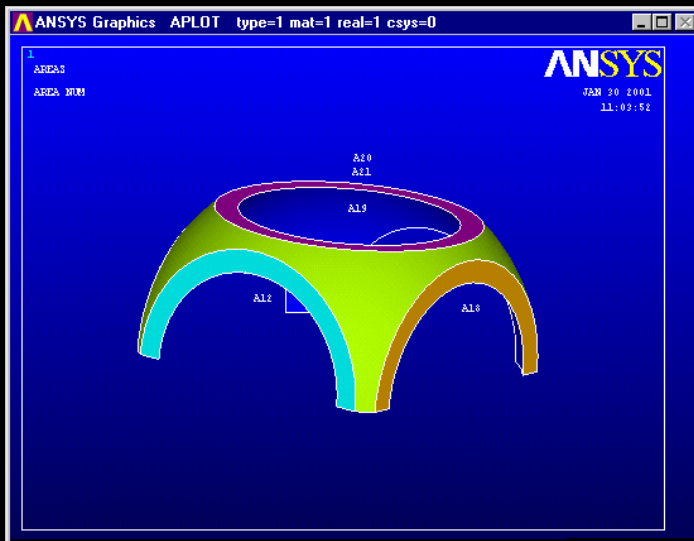 ANSYS Graphics APLOT type=1 mat=1 real=1 csys=0
1
ANSYS
AREAS
AREA NUM
JAN 30 2001
11:03:52
A20
A21
A19
A12
A18